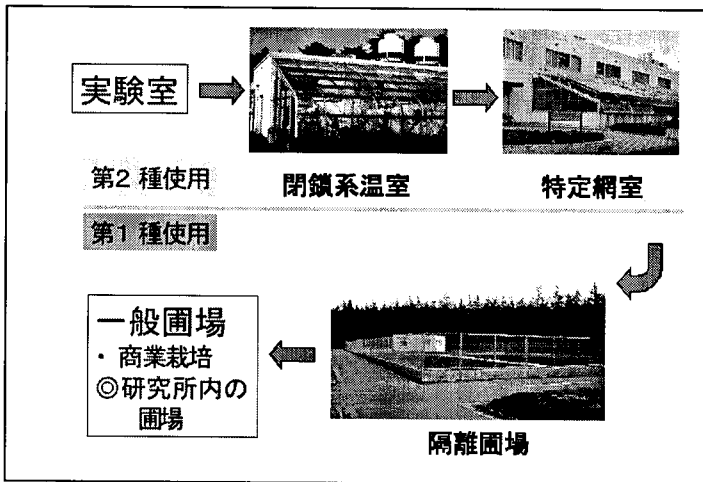 実験室
閉鎖系温室
特定網室
第2種使用
第1種使用
一般圃場
・商業栽培
◎研究所内の
圃場
隔離圃場